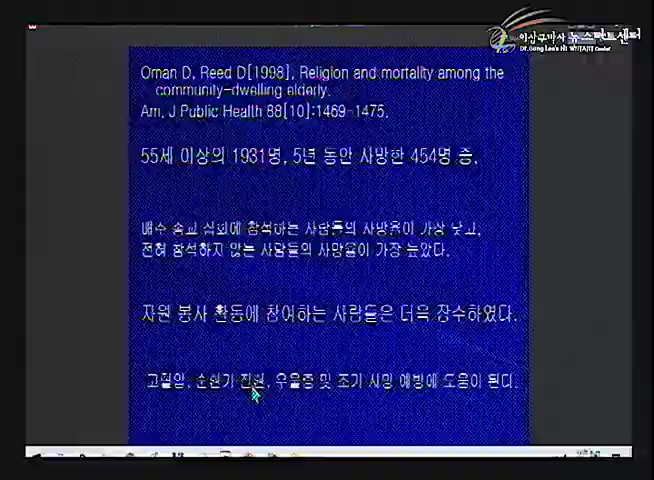 이상구박사 뉴스타트센터
Dr. Sang Lee's NEWSTART Center
Oman D, Reed D[1998], Religion and mortality among the
community-dwelling elderly.
Am. J Public Health 88[10]:1469-1475.
55세 이상의 1931명, 5년 동안 사망한 454명 중,
매주 종교 집회에 참석하는 사람들의 사망율이 가장 낮고,
전혀 참석하지 않는 사람들의 사망율이 가장 높았다.
자원 봉사 활동에 참여하는 사람들은 더욱 장수하였다.
고혈압, 순환기 질환, 우울증 및 조기 사망 예방에 도움이 된다.